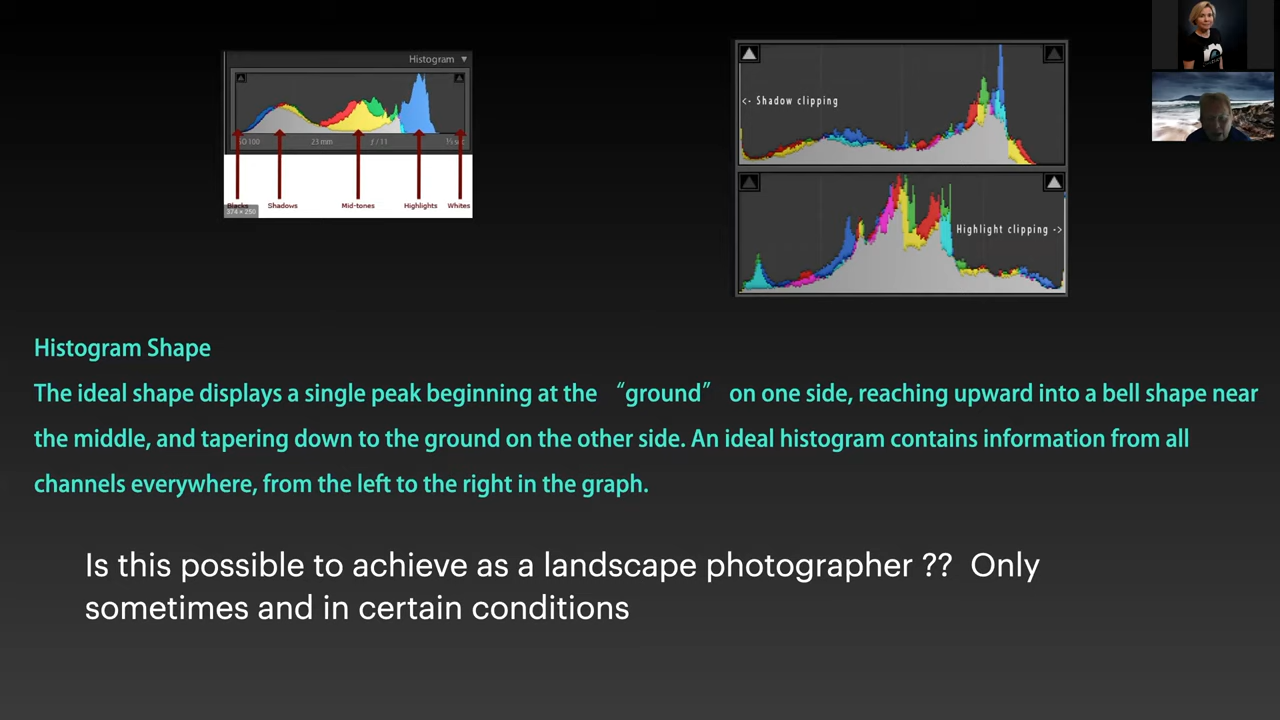 Histogram ▼
ISO 100 23 mm ƒ / 11
Blacks Shadows Mid-tones Highlights Whites
374 × 250
<- Shadow clipping
Highlight clipping ->
Histogram Shape
The ideal shape displays a single peak beginning at the “ground” on one side, reaching upward into a bell shape near
the middle, and tapering down to the ground on the other side. An ideal histogram contains information from all
channels everywhere, from the left to the right in the graph.
Is this possible to achieve as a landscape photographer ?? Only
sometimes and in certain conditions